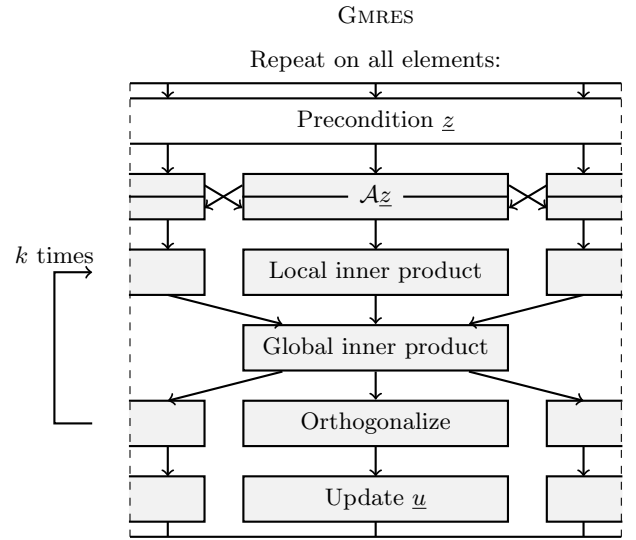 GMRES
Repeat on all elements:
Precondition z
𝒜z
k times
Local inner product
Global inner product
Orthogonalize
Update u